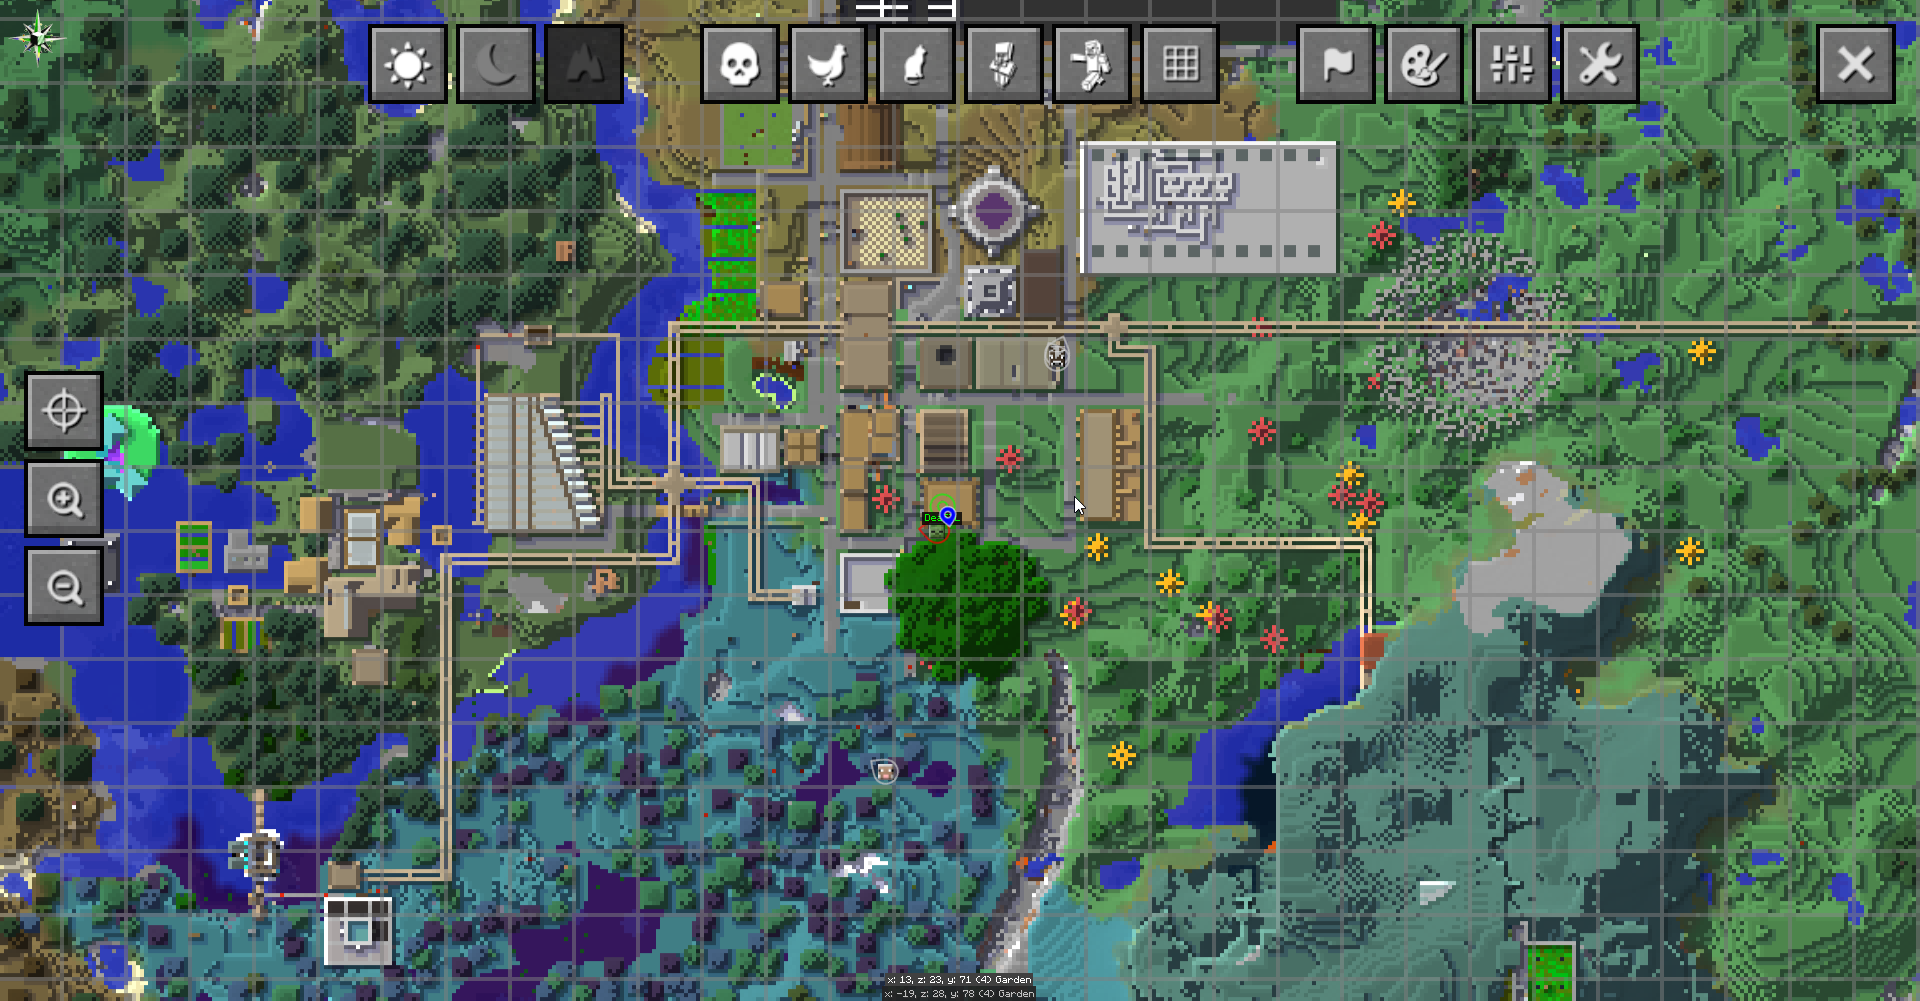 x: 13, z: 23, y: 71 (4) Garden
x: -19, z: 28, y: 78 (4) Garden